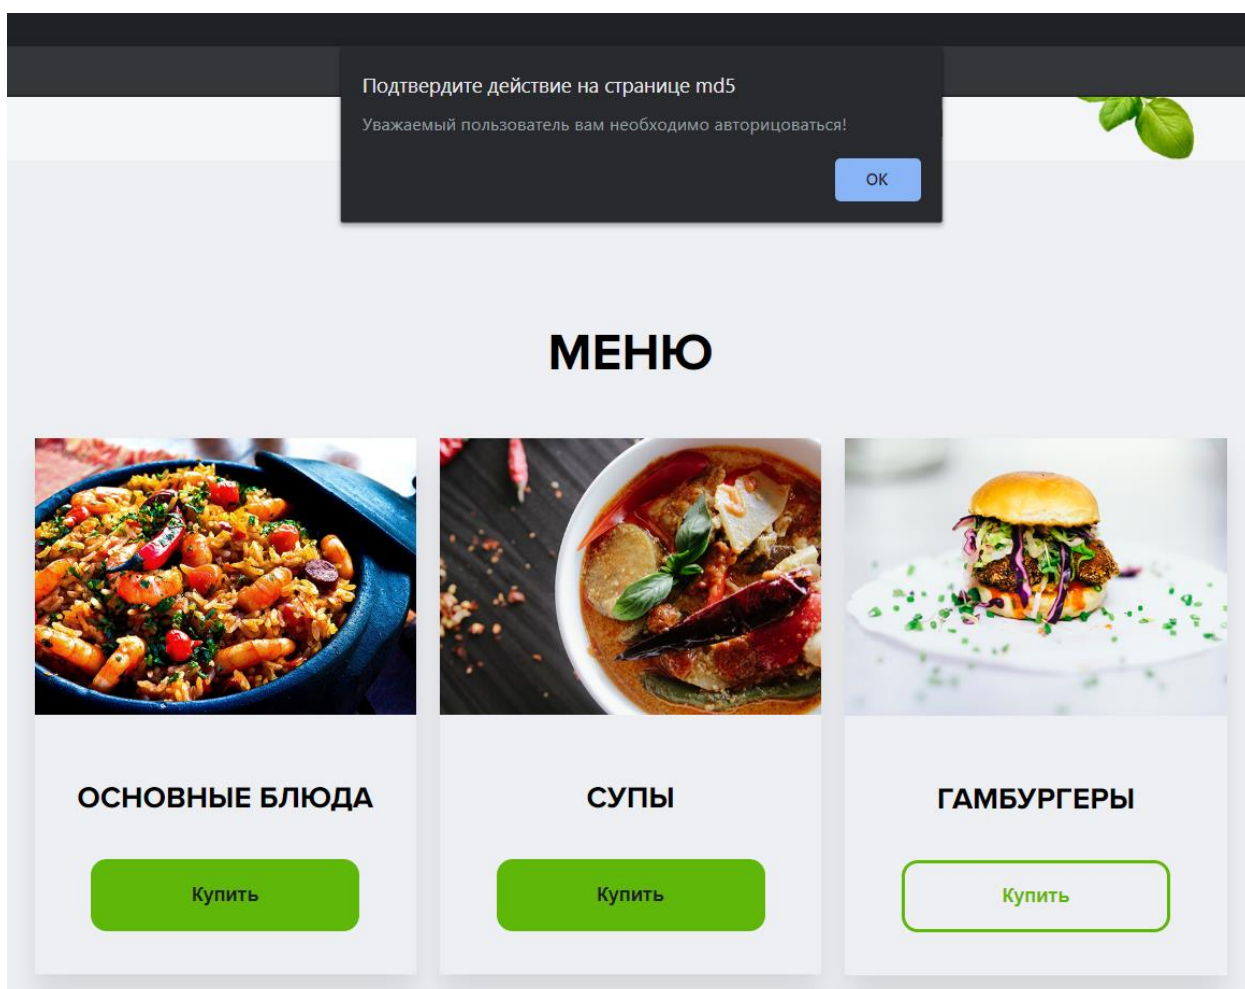 Подтвердите действие на странице md5
Уважаемый пользователь вам необходимо авторицоваться!
ОК
МЕНЮ
ОСНОВНЫЕ БЛЮДА
СУПЫ
ГАМБУРГЕРЫ
Купить
Купить
Купить